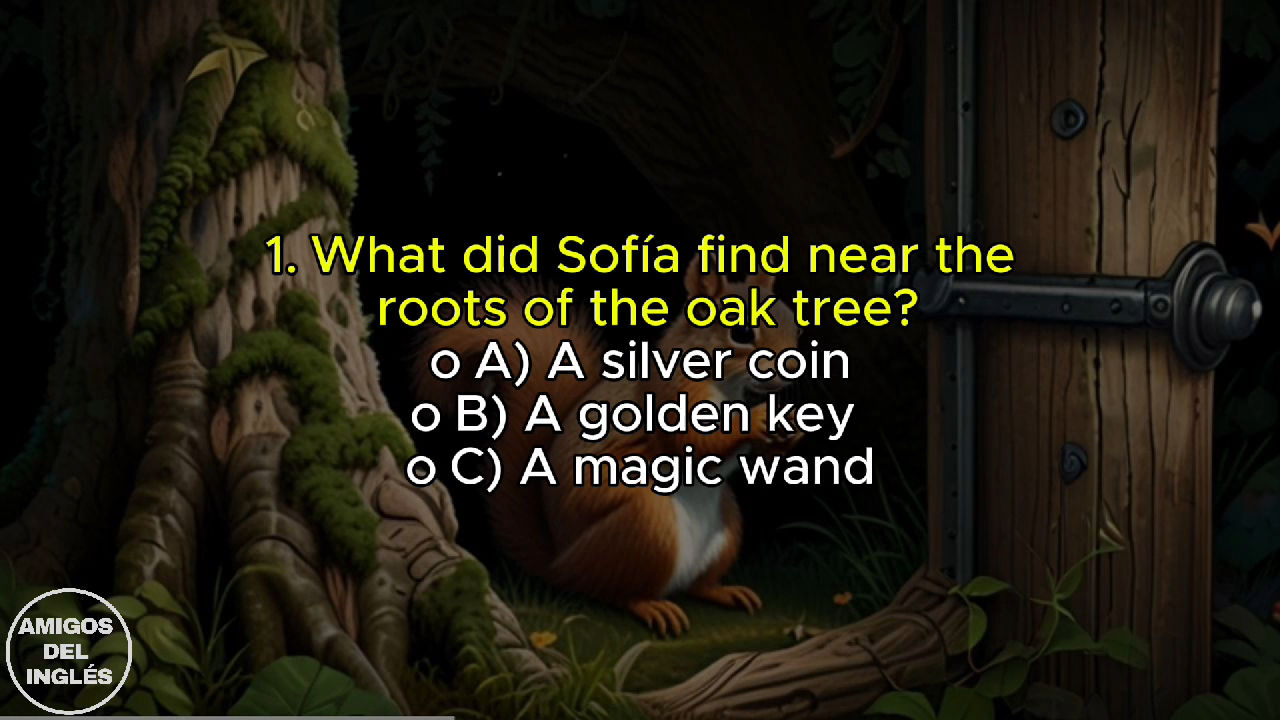 1. What did Sofía find near the
roots of the oak tree?
o A) A silver coin
o B) A golden key
o C) A magic wand
AMIGOS
DEL
INGLÉS